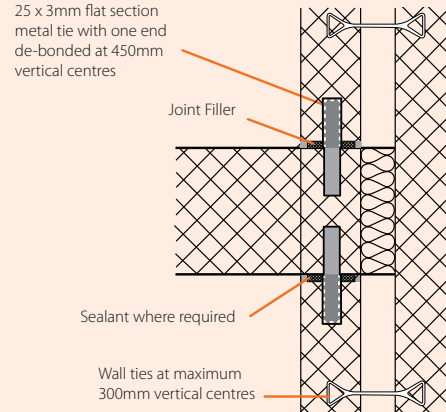 25 x 3mm flat section
metal tie with one end
de-bonded at 450mm
vertical centres
Joint Filler
Sealant where required
Wall ties at maximum
300mm vertical centres